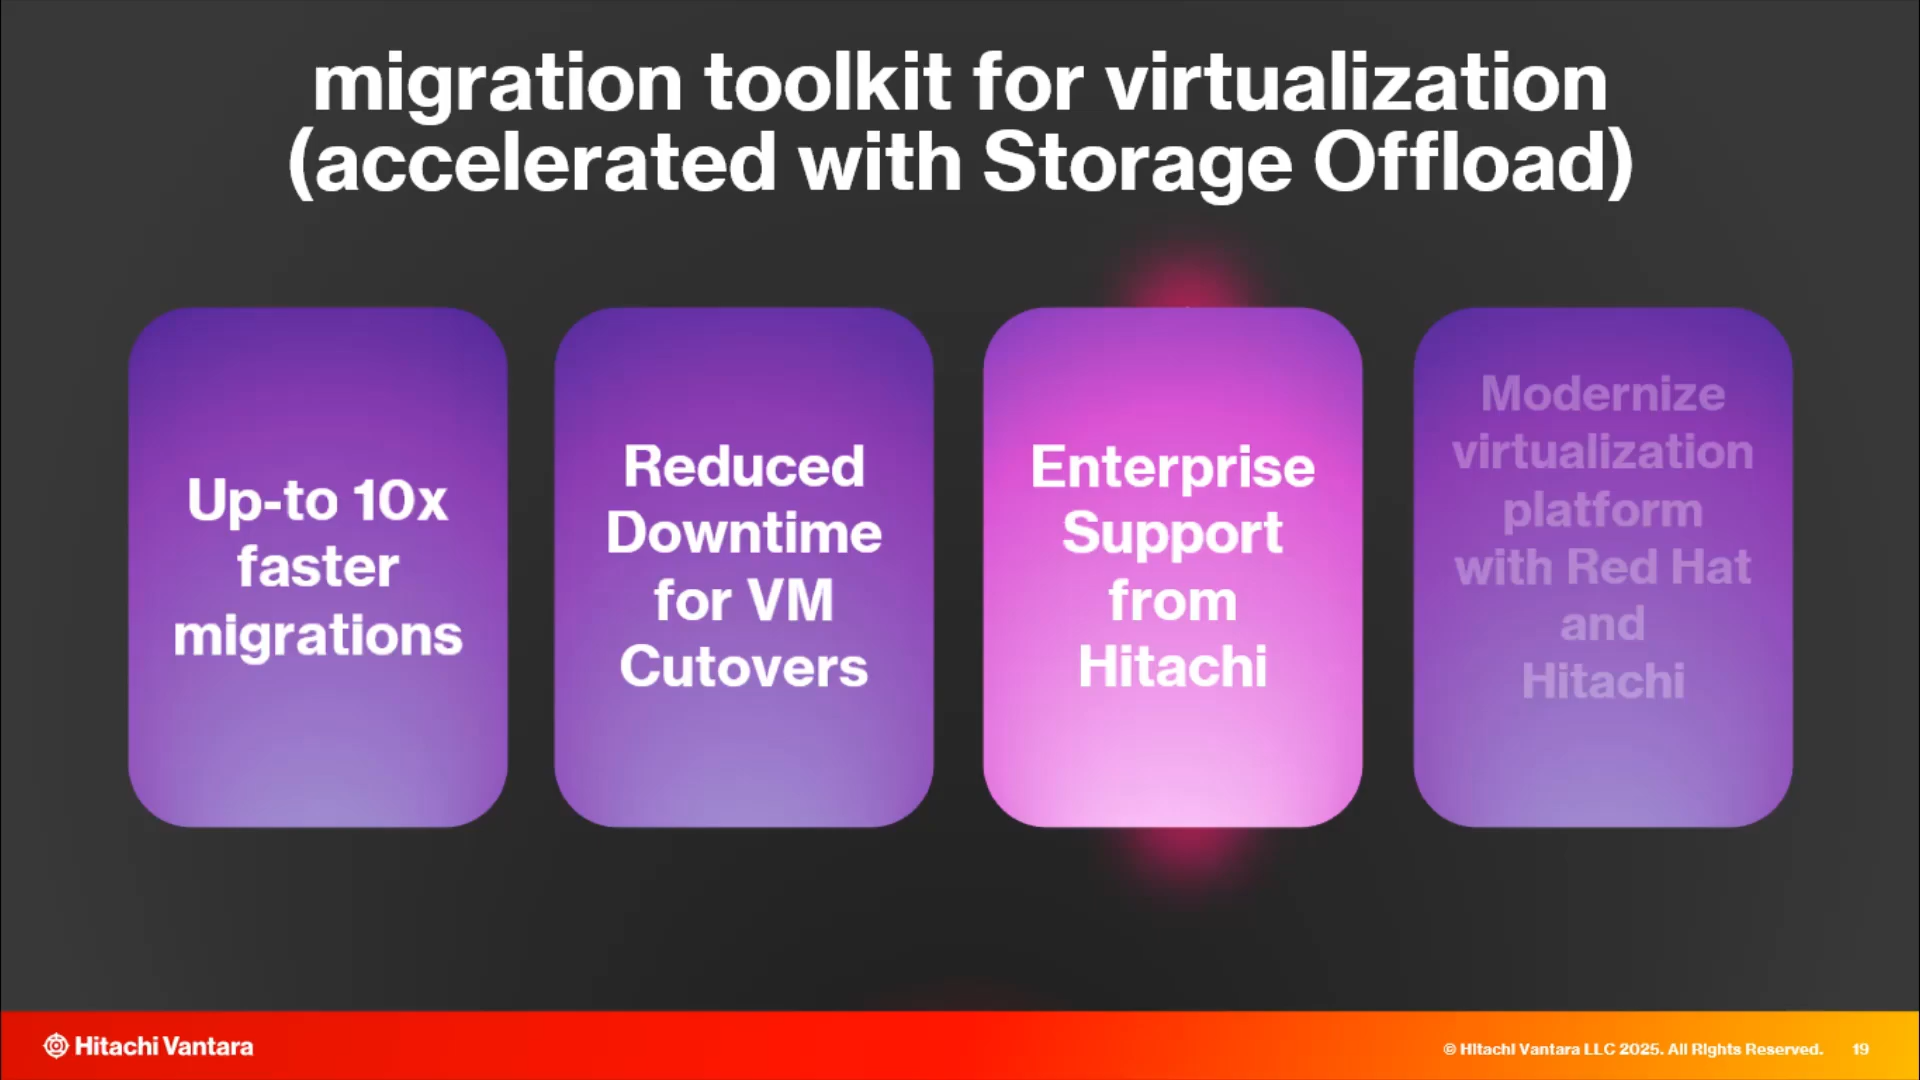 migration toolkit for virtualization
(accelerated with Storage Offload)
Up-to 10x
faster
migrations
Reduced
Downtime
for VM
Cutovers
Enterprise
Support
from
Hitachi
Modernize
virtualization
platform
with Red Hat
and
Hitachi
Hitachi Vantara
© Hitachi Vantara LLC 2025. All Rights Reserved.
19